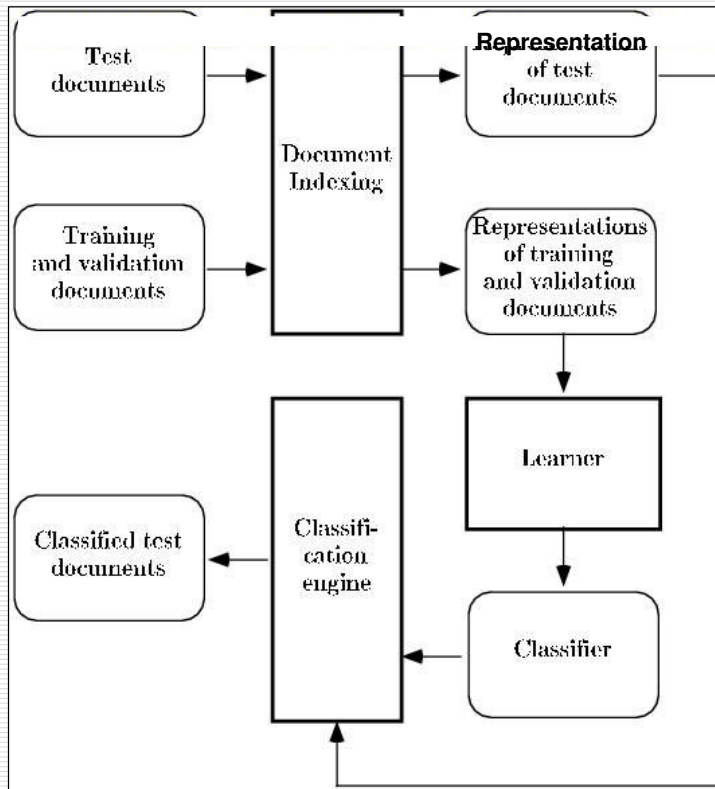 Test
documents
Representation
of test
documents
Document
Indexing
Training
and validation
documents
Representations
of training
and validation
documents
Learner
Classified test
documents
Classifi-
cation
engine
Classifier